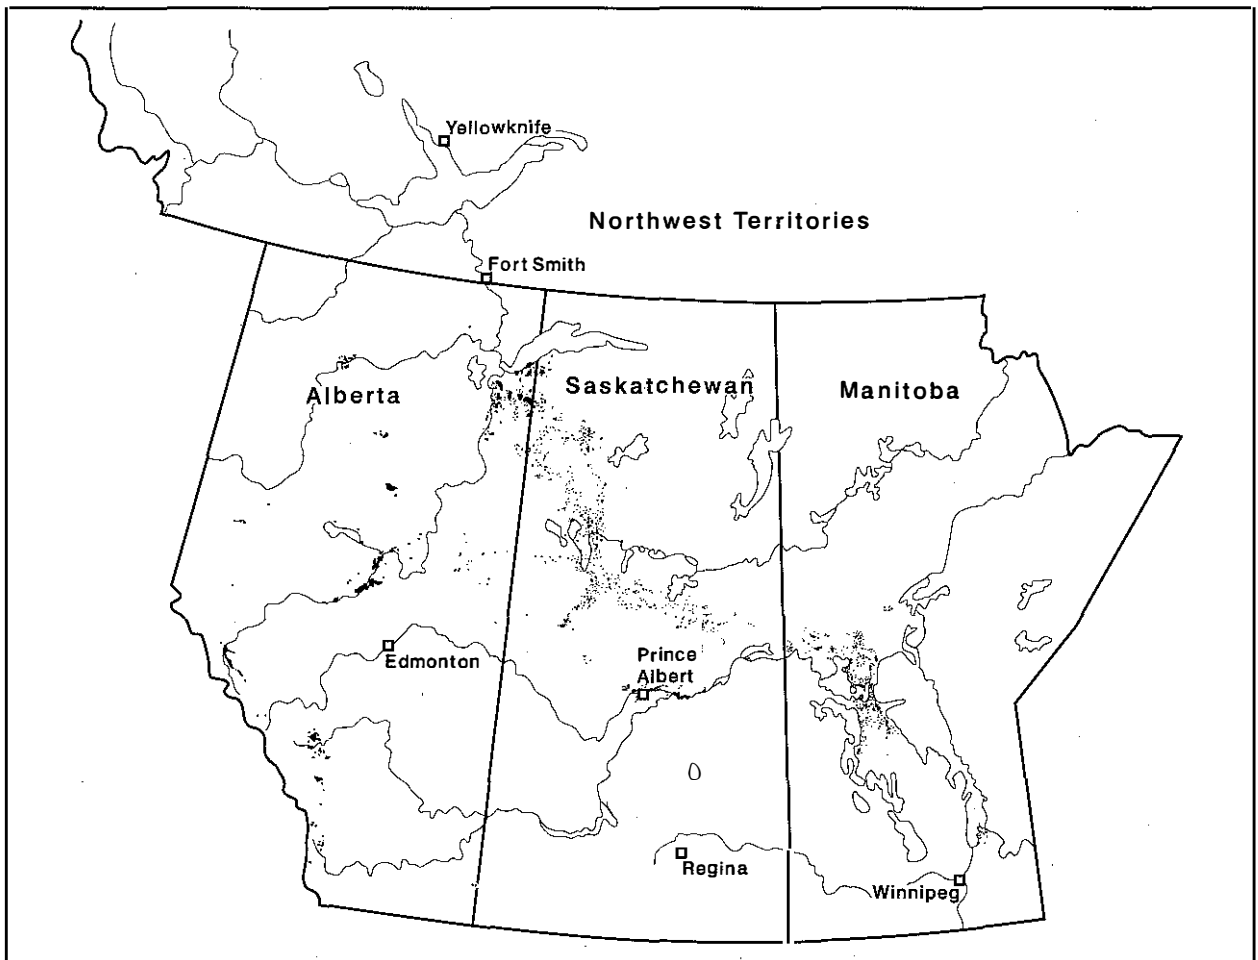 Yellowknife
Northwest Territories
Fort Smith
Alberta
Saskatchewan
Manitoba
Edmonton
Prince
Albert
Regina
Winnipeg